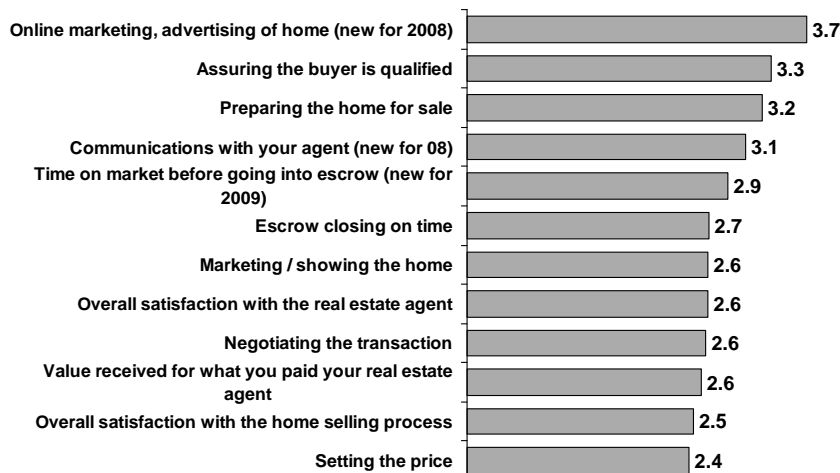 Online marketing, advertising of home (new for 2008)
3.7
Assuring the buyer is qualified
3.3
Preparing the home for sale
3.2
Communications with your agent (new for 08)
3.1
Time on market before going into escrow (new for
2009)
2.9
Escrow closing on time
2.7
Marketing / showing the home
2.6
Overall satisfaction with the real estate agent
2.6
Negotiating the transaction
2.6
Value received for what you paid your real estate
agent
2.6
Overall satisfaction with the home selling process
2.5
Setting the price
2.4